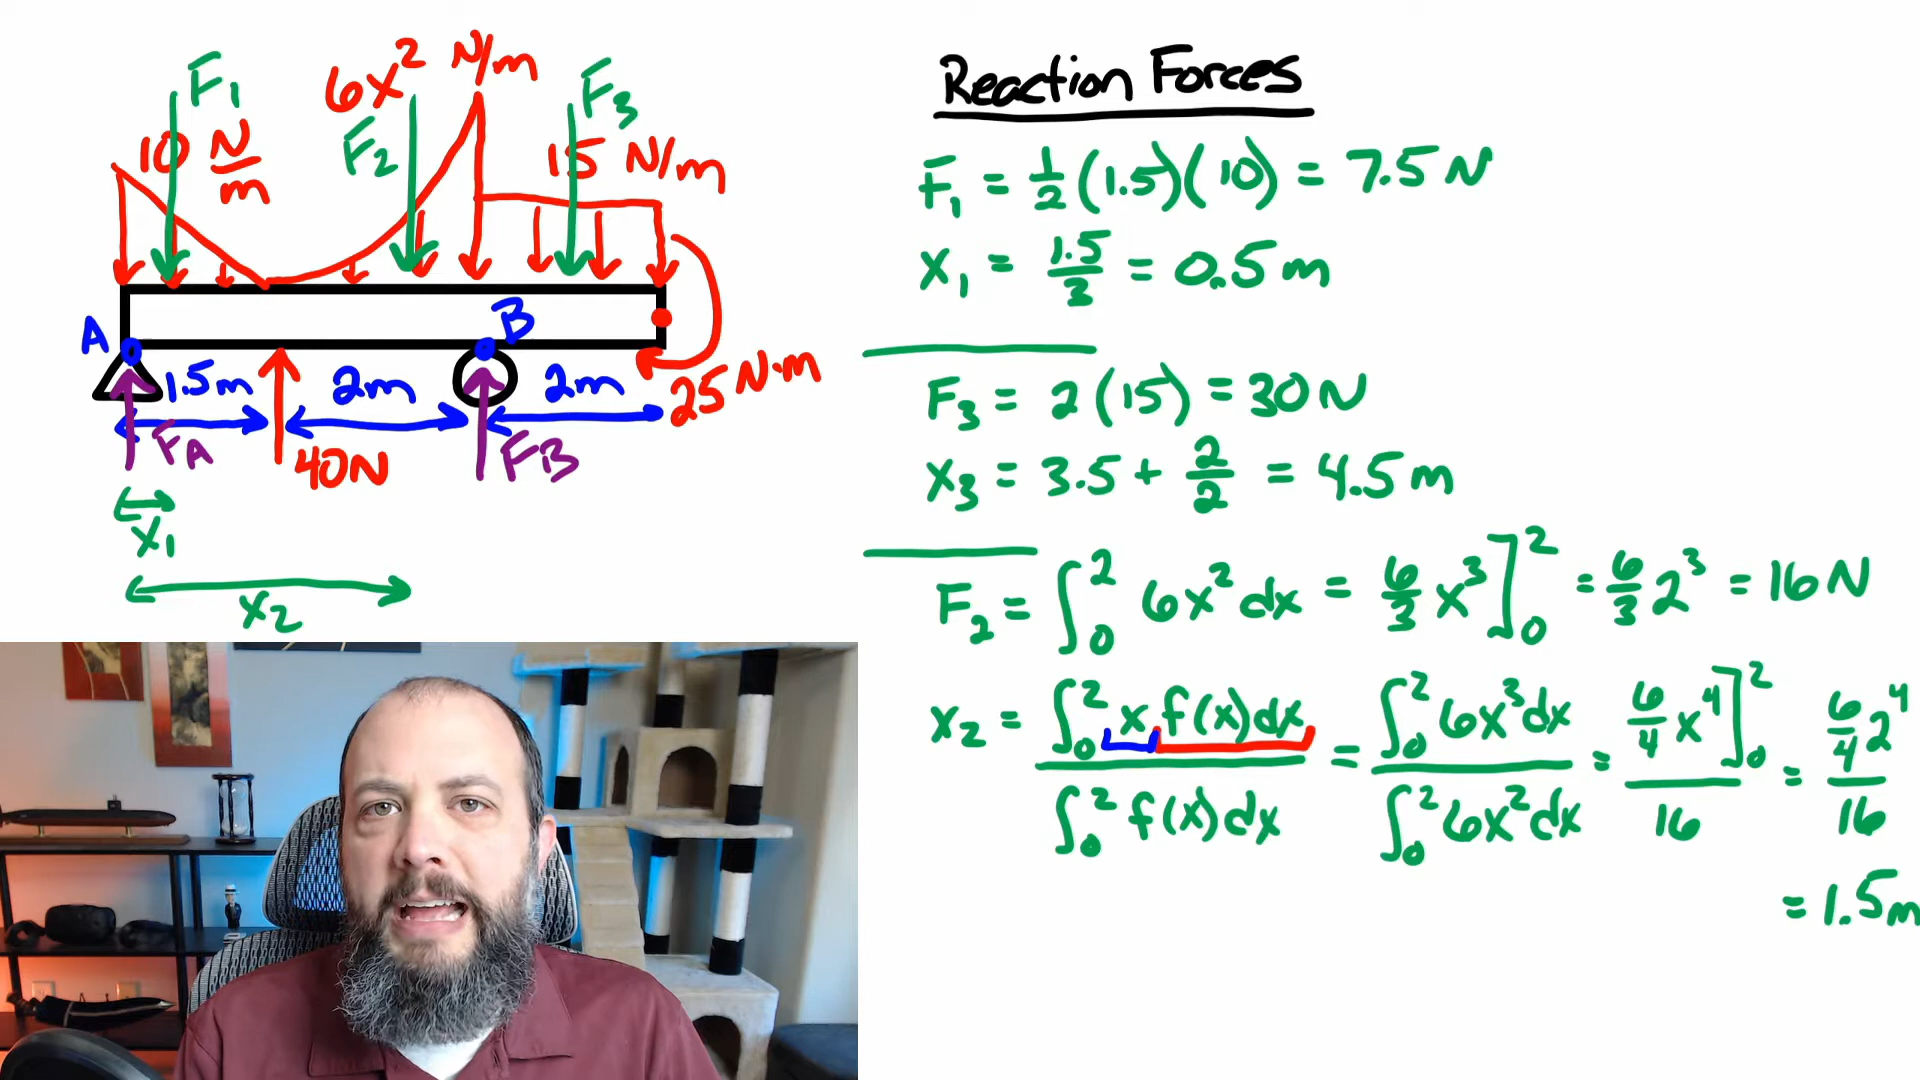 F₁
10 N/m
6x² N/m
F₂
F₃
15 N/m
A
B
1.5m
2m
2m
25 N·m
F_A
40N
F_B
x₁
x₂
Reaction Forces
F₁ = 1/2 (1.5)(10) = 7.5 N
x₁ = 1.5/3 = 0.5 m
F₃ = 2 (15) = 30 N
x₃ = 3.5 + 2/2 = 4.5 m
F₂ = ∫₀² 6x² dx = 6/3 x³]₀² = 6/3 2³ = 16 N
x₂ = ∫₀² x f(x) dx / ∫₀² f(x) dx = ∫₀² 6x³ dx / ∫₀² 6x² dx = 6/4 x⁴]₀² / 16 = 6/4 2⁴ / 16
= 1.5 m